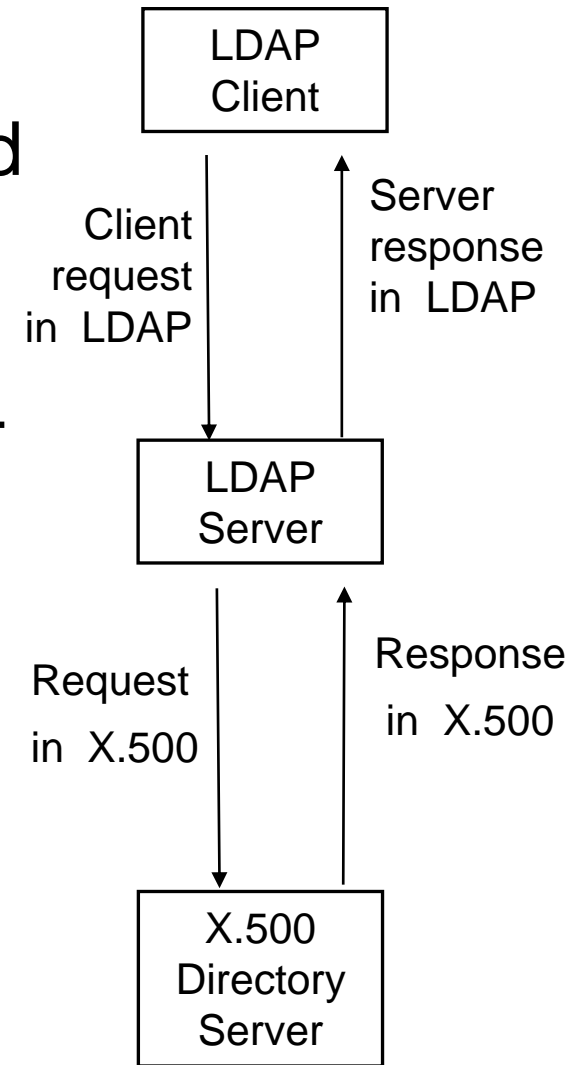 LDAP
Client
d
Client
request
in LDAP
Server
response
in LDAP
.
LDAP
Server
Request
in X.500
Response
in X.500
X.500
Directory
Server